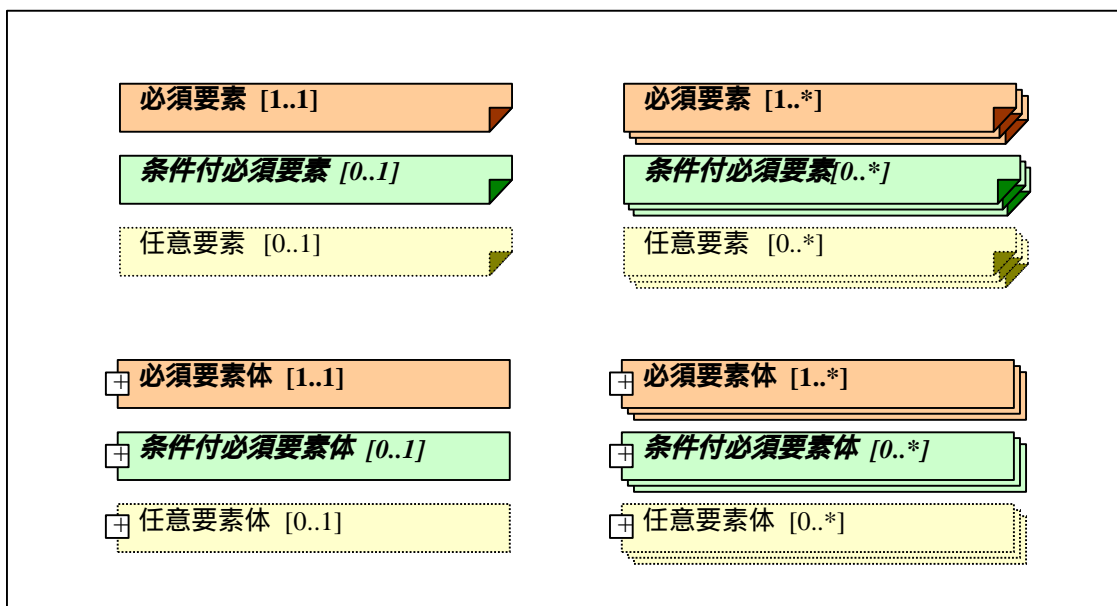 必須要素 [1..1]
必須要素 [1..*]
条件付必須要素 [0..1]
条件付必須要素[0..*]
任意要素 [0..1]
任意要素 [0..*]
必須要素体 [1..1]
必須要素体 [1..*]
条件付必須要素体 [0..1]
条件付必須要素体 [0..*]
任意要素体 [0..1]
任意要素体 [0..*]